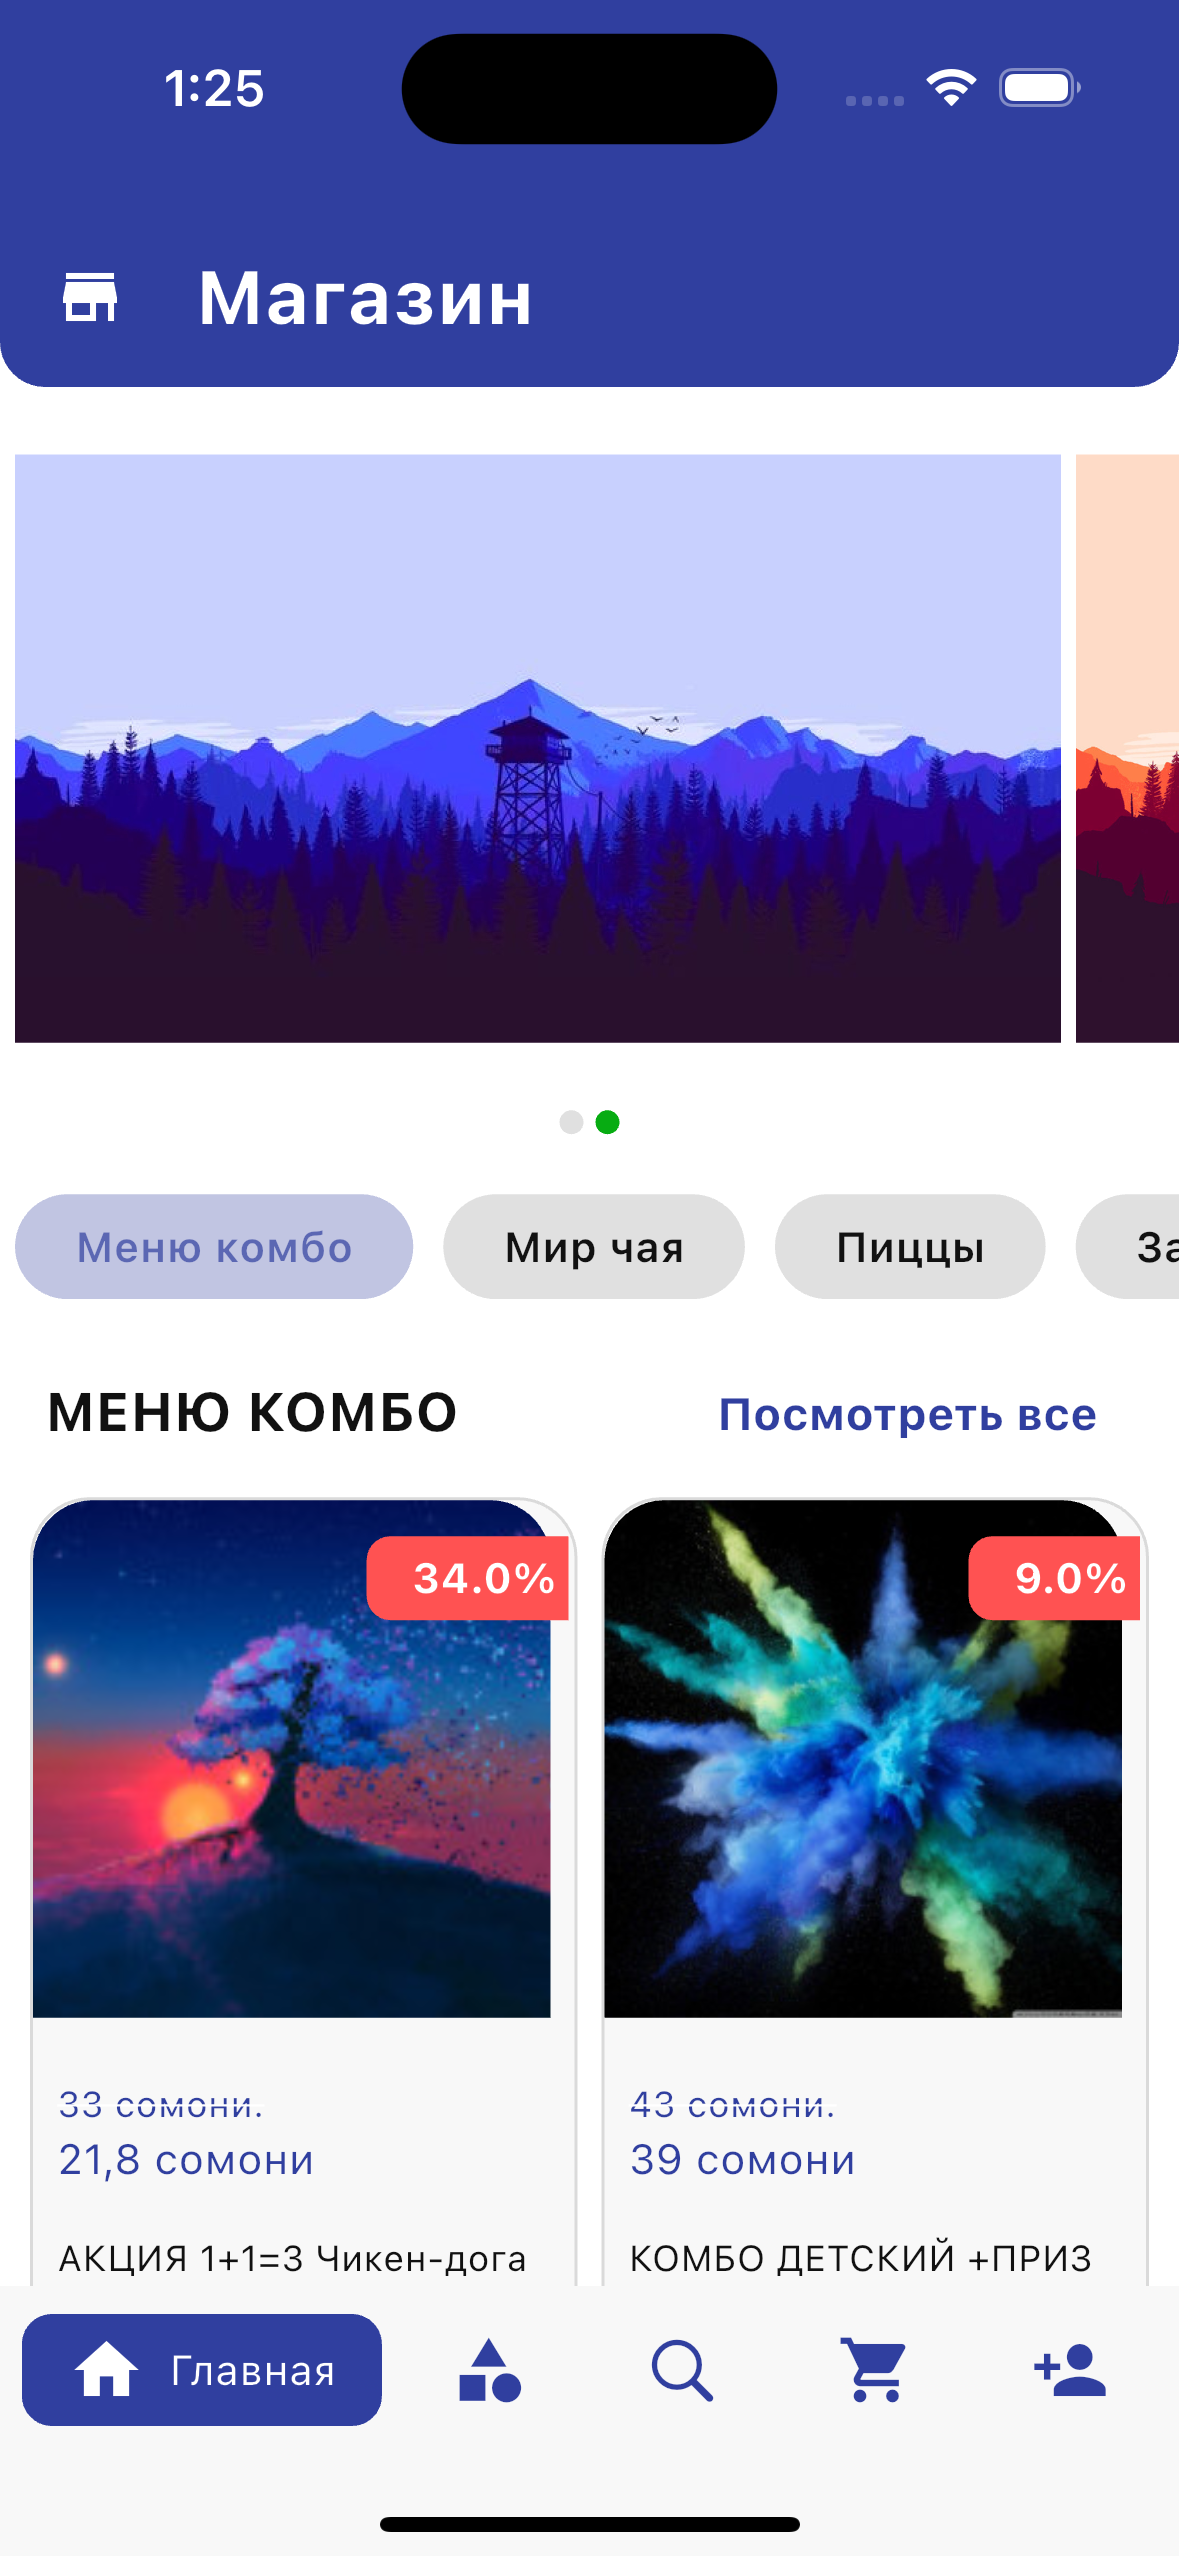 1:25
Магазин
Меню комбо Мир чая Пиццы За
МЕНЮ КОМБО Посмотреть все
34.0% 9.0%
33 сомони. 43 сомони.
21,8 сомони 39 сомони
АКЦИЯ 1+1=3 Чикен-дога КОМБО ДЕТСКИЙ +ПРИЗ
Главная